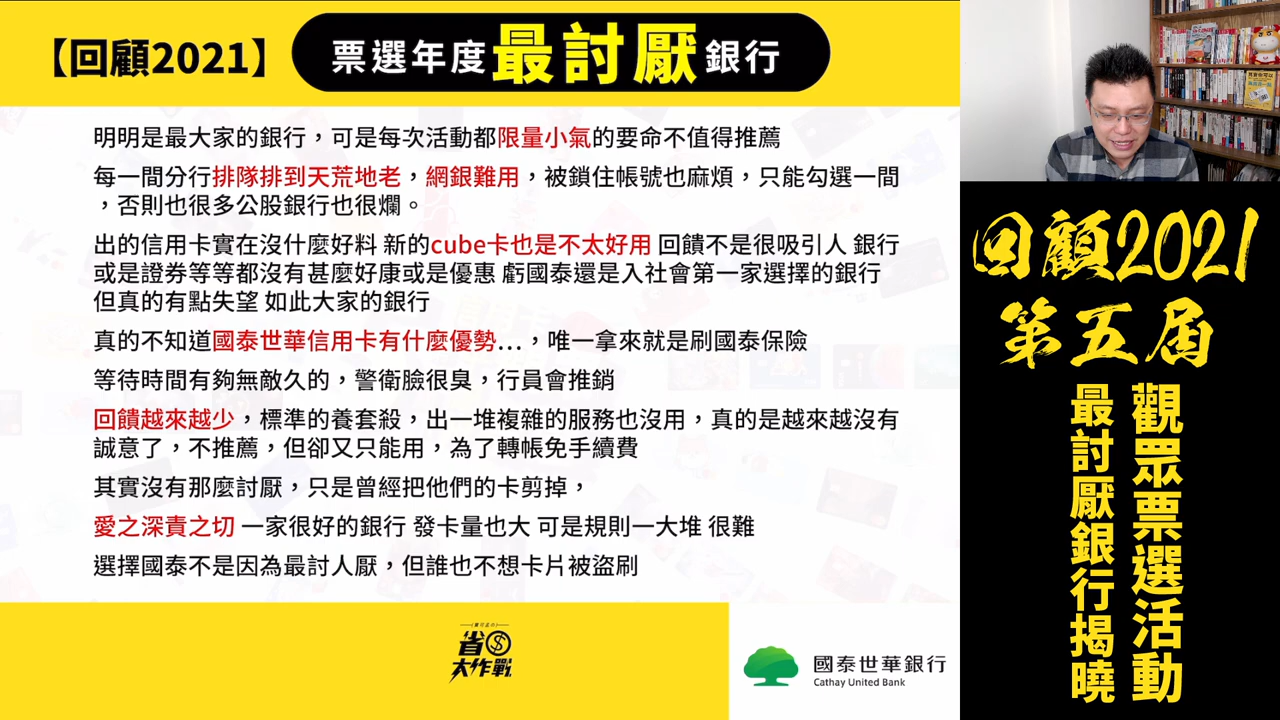 【回顧2021】
票選年度最討厭銀行
明明是最大家的銀行，可是每次活動都限量小氣的要命不值得推薦
每一間分行排隊排到天荒地老，網銀難用，被鎖住帳號也麻煩，只能勾選一間
，否則也很多公股銀行也很爛。
出的信用卡實在沒什麼好料 新的cube卡也是不太好用 回饋不是很吸引人 銀行
或是證券等等都沒有甚麼好康或是優惠 虧國泰還是入社會第一家選擇的銀行
但真的有點失望 如此大家的銀行
真的不知道國泰世華信用卡有什麼優勢…，唯一拿來就是刷國泰保險
等待時間有夠無敵久的，警衛臉很臭，行員會推銷
回饋越來越少，標準的養套殺，出一堆複雜的服務也沒用，真的是越來越沒有
誠意了，不推薦，但卻又只能用，為了轉帳免手續費
其實沒有那麼討厭，只是曾經把他們的卡剪掉，
愛之深責之切 一家很好的銀行 發卡量也大 可是規則一大堆 很難
選擇國泰不是因為最討人厭，但誰也不想卡片被盜刷
省
大作戰
國泰世華銀行
Cathay United Bank
回顧2021
第五屆
觀眾票選活動
最討厭銀行揭曉